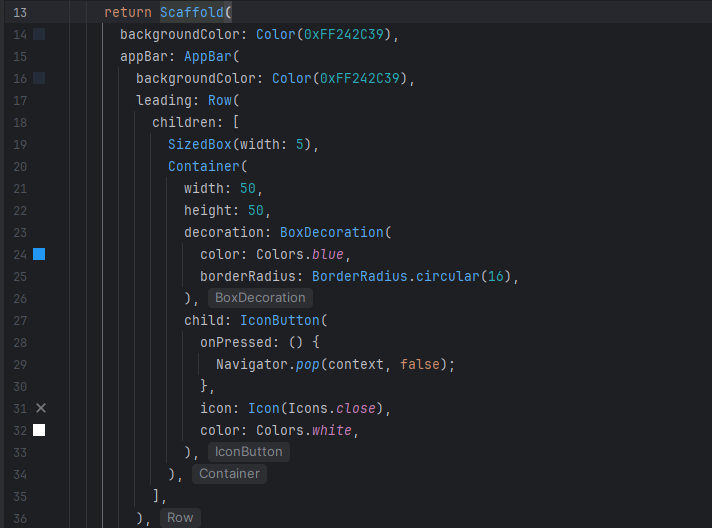 13 return Scaffold(
14 backgroundColor: Color(0xFF242C39),
15 appBar: AppBar(
16 backgroundColor: Color(0xFF242C39),
17 leading: Row(
18 children: [
19 SizedBox(width: 5),
20 Container(
21 width: 50,
22 height: 50,
23 decoration: BoxDecoration(
24 color: Colors.blue,
25 borderRadius: BorderRadius.circular(16),
26 ), BoxDecoration
27 child: IconButton(
28 onPressed: () {
29 Navigator.pop(context, false);
30 },
31 icon: Icon(Icons.close),
32 color: Colors.white,
33 ), IconButton
34 ), Container
35 ],
36 ), Row